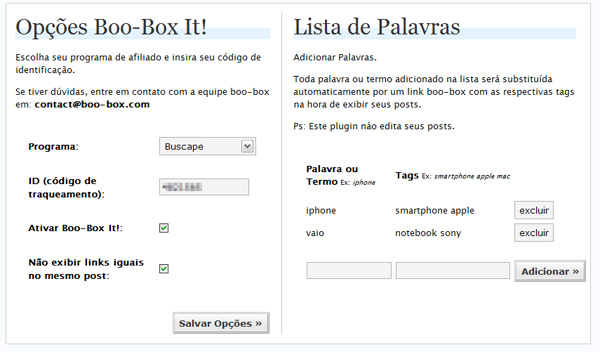 Opções Boo-Box It!
Escolha seu programa de afiliado e insira seu código de
identificação.
Se tiver dúvidas, entre em contato com a equipe boo-box
em: contact@boo-box.com
Programa:
Buscape
ID (código de
traqueamento):
Ativar Boo-Box It!:
Não exibir links iguais
no mesmo post:
Salvar Opções »
Lista de Palavras
Adicionar Palavras.
Toda palavra ou termo adicionado na lista será substituída
automaticamente por um link boo-box com as respectivas tags
na hora de exibir seus posts.
Ps: Este plugin não edita seus posts.
Palavra ou
Termo Ex: iphone
Tags Ex: smartphone apple mac
iphone smartphone apple excluir
vaio notebook sony excluir
Adicionar »